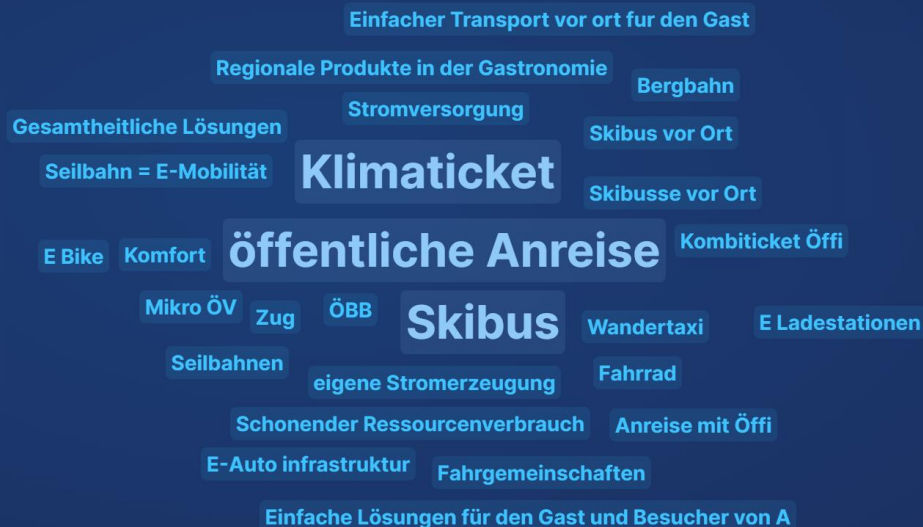 Einfacher Transport vor ort fur den Gast
Regionale Produkte in der Gastronomie
Bergbahn
Stromversorgung
Gesamtheitliche Lösungen
Skibus vor Ort
Seilbahn = E-Mobilität
Klimaticket
Skibusse vor Ort
E Bike
Komfort
öffentliche Anreise
Kombiticket Öffi
Mikro ÖV
Zug
ÖBB
Skibus
Wandertaxi
E Ladestationen
Seilbahnen
eigene Stromerzeugung
Fahrrad
Schonender Ressourcenverbrauch
Anreise mit Öffi
E-Auto infrastruktur
Fahrgemeinschaften
Einfache Lösungen für den Gast und Besucher von A